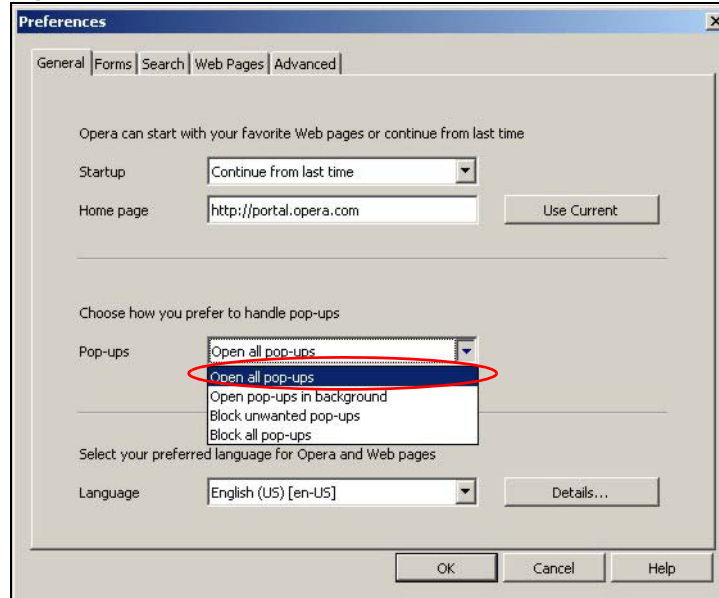 Preferences
General Forms Search Web Pages Advanced
Opera can start with your favorite Web pages or continue from last time
Startup Continue from last time
Home page http://portal.opera.com Use Current
Choose how you prefer to handle pop-ups
Pop-ups Open all pop-ups
Open all pop-ups
Open pop-ups in background
Block unwanted pop-ups
Block all pop-ups
Select your preferred language for Opera and Web pages
Language English (US) [en-US] Details...
OK Cancel Help